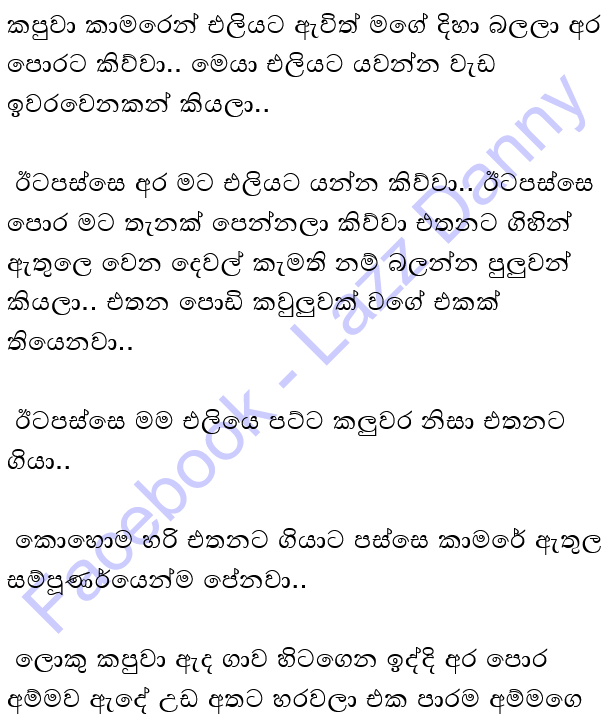 කපුවා කාමරෙන් එලියට ඇවිත් මගේ දිහා බලලා අර
පොරට කිව්වා.. මෙයා එලියට යවන්න වැඩ
ඉවරවෙනකන් කියලා..
ඊටපස්සෙ අර මට එලියට යන්න කිව්වා.. ඊටපස්සෙ
පොර මට තැනක් පෙන්නලා කිව්වා එතනට ගිහින්
ඇතුලෙ වෙන දෙවල් කැමති නම් බලන්න පුලුවන්
කියලා.. එතන පොඩි කවුලුවක් වගේ එකක්
තියෙනවා..
ඊටපස්සෙ මම එලියෙ පට්ට කලුවර නිසා එතනට
ගියා..
කොහොම හරි එතනට ගියාට පස්සෙ කාමරේ ඇතුල
සම්පූර්ණයෙන්ම පේනවා..
ලොකු කපුවා ඇද ගාව හිටගෙන ඉද්දි අර පොර
අම්මව ඇදේ උඩ අතට හරවලා එක පාරම අම්මගෙ
Facebook - Lazz Danny